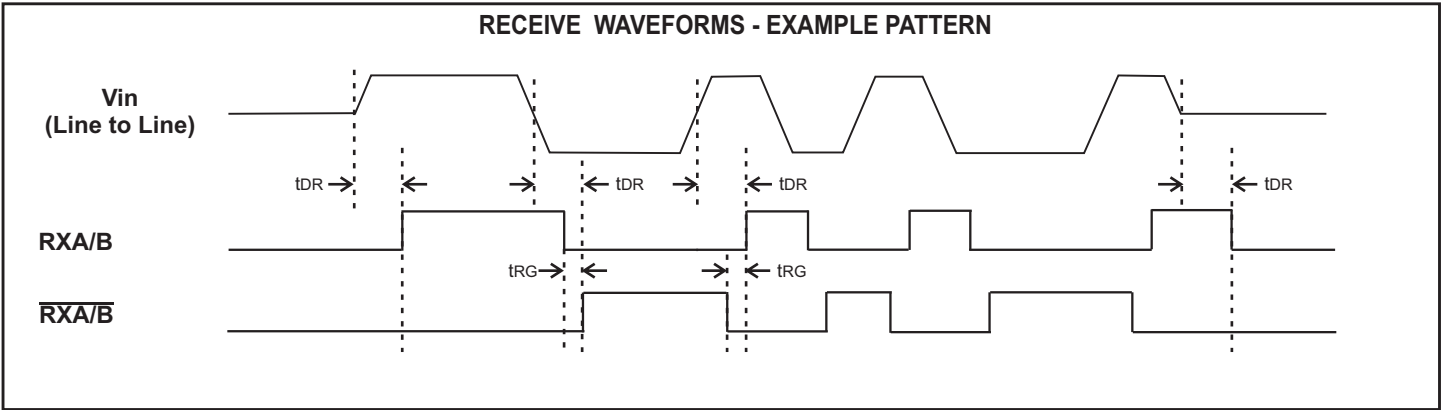 RECEIVE WAVEFORMS - EXAMPLE PATTERN
Vin
(Line to Line)
tDR
tDR
tDR
tDR
RXA/B
tRG
tRG
RXA/B